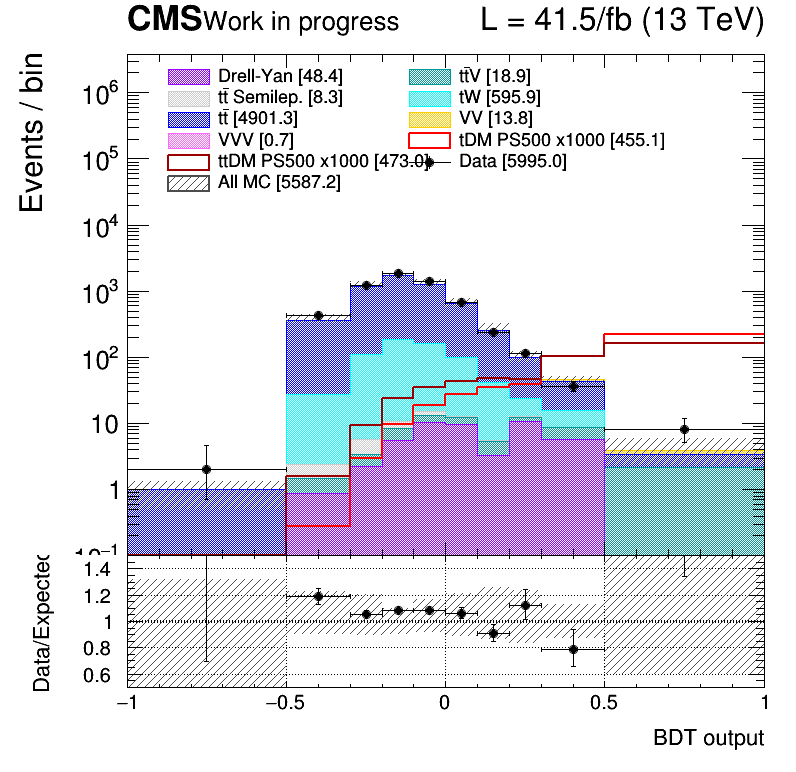 CMS Work in progress L = 41.5/fb (13 TeV)
Events / bin
Drell-Yan [48.4] tt̄V [18.9]
tt̄ Semilep. [8.3] tW [595.9]
tt̄ [4901.3] VV [13.8]
VVV [0.7] tDM PS500 x1000 [455.1]
ttDM PS500 x1000 [473.0] Data [5995.0]
All MC [5587.2]
10⁶
10⁵
10⁴
10³
10²
10
1
10⁻¹
Data/Expected
1.4
1.2
1
0.8
0.6
−1 −0.5 0 0.5 1
BDT output